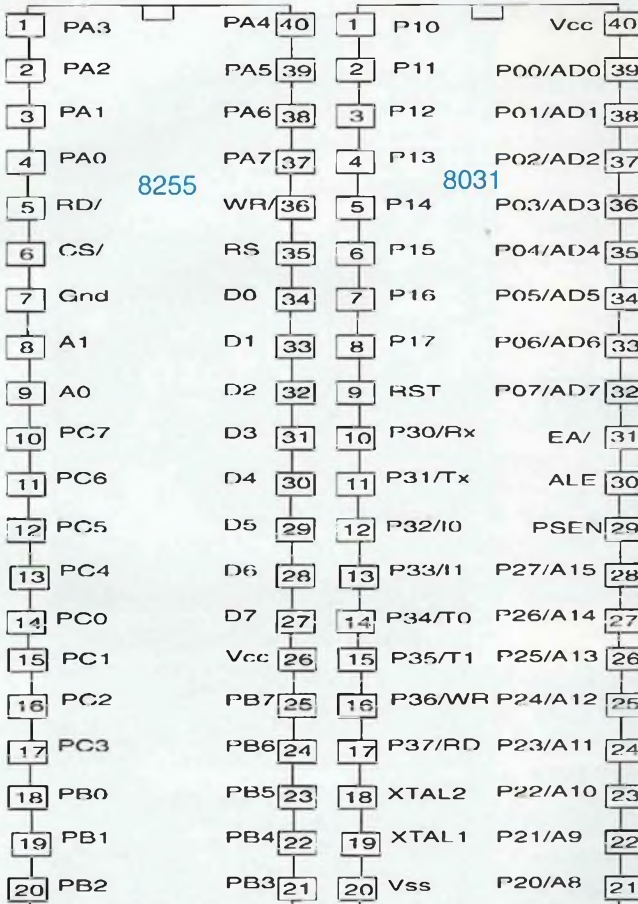 1 PA3 PA4 40 1 P10 Vcc 40
2 PA2 PA5 39 2 P11 P00/AD0 39
3 PA1 PA6 38 3 P12 P01/AD1 38
4 PA0 PA7 37 4 P13 P02/AD2 37
8255 8031
5 RD/ WR/ 36 5 P14 P03/AD3 36
6 CS/ RS 35 6 P15 P04/AD4 35
7 Gnd D0 34 7 P16 P05/AD5 34
8 A1 D1 33 8 P17 P06/AD6 33
9 A0 D2 32 9 RST P07/AD7 32
10 PC7 D3 31 10 P30/Rx EA/ 31
11 PC6 D4 30 11 P31/Tx ALE 30
12 PC5 D5 29 12 P32/I0 PSEN 29
13 PC4 D6 28 13 P33/I1 P27/A15 28
14 PC0 D7 27 14 P34/T0 P26/A14 27
15 PC1 Vcc 26 15 P35/T1 P25/A13 26
16 PC2 PB7 25 16 P36/WR P24/A12 25
17 PC3 PB6 24 17 P37/RD P23/A11 24
18 PB0 PB5 23 18 XTAL2 P22/A10 23
19 PB1 PB4 22 19 XTAL1 P21/A9 22
20 PB2 PB3 21 20 Vss P20/A8 21